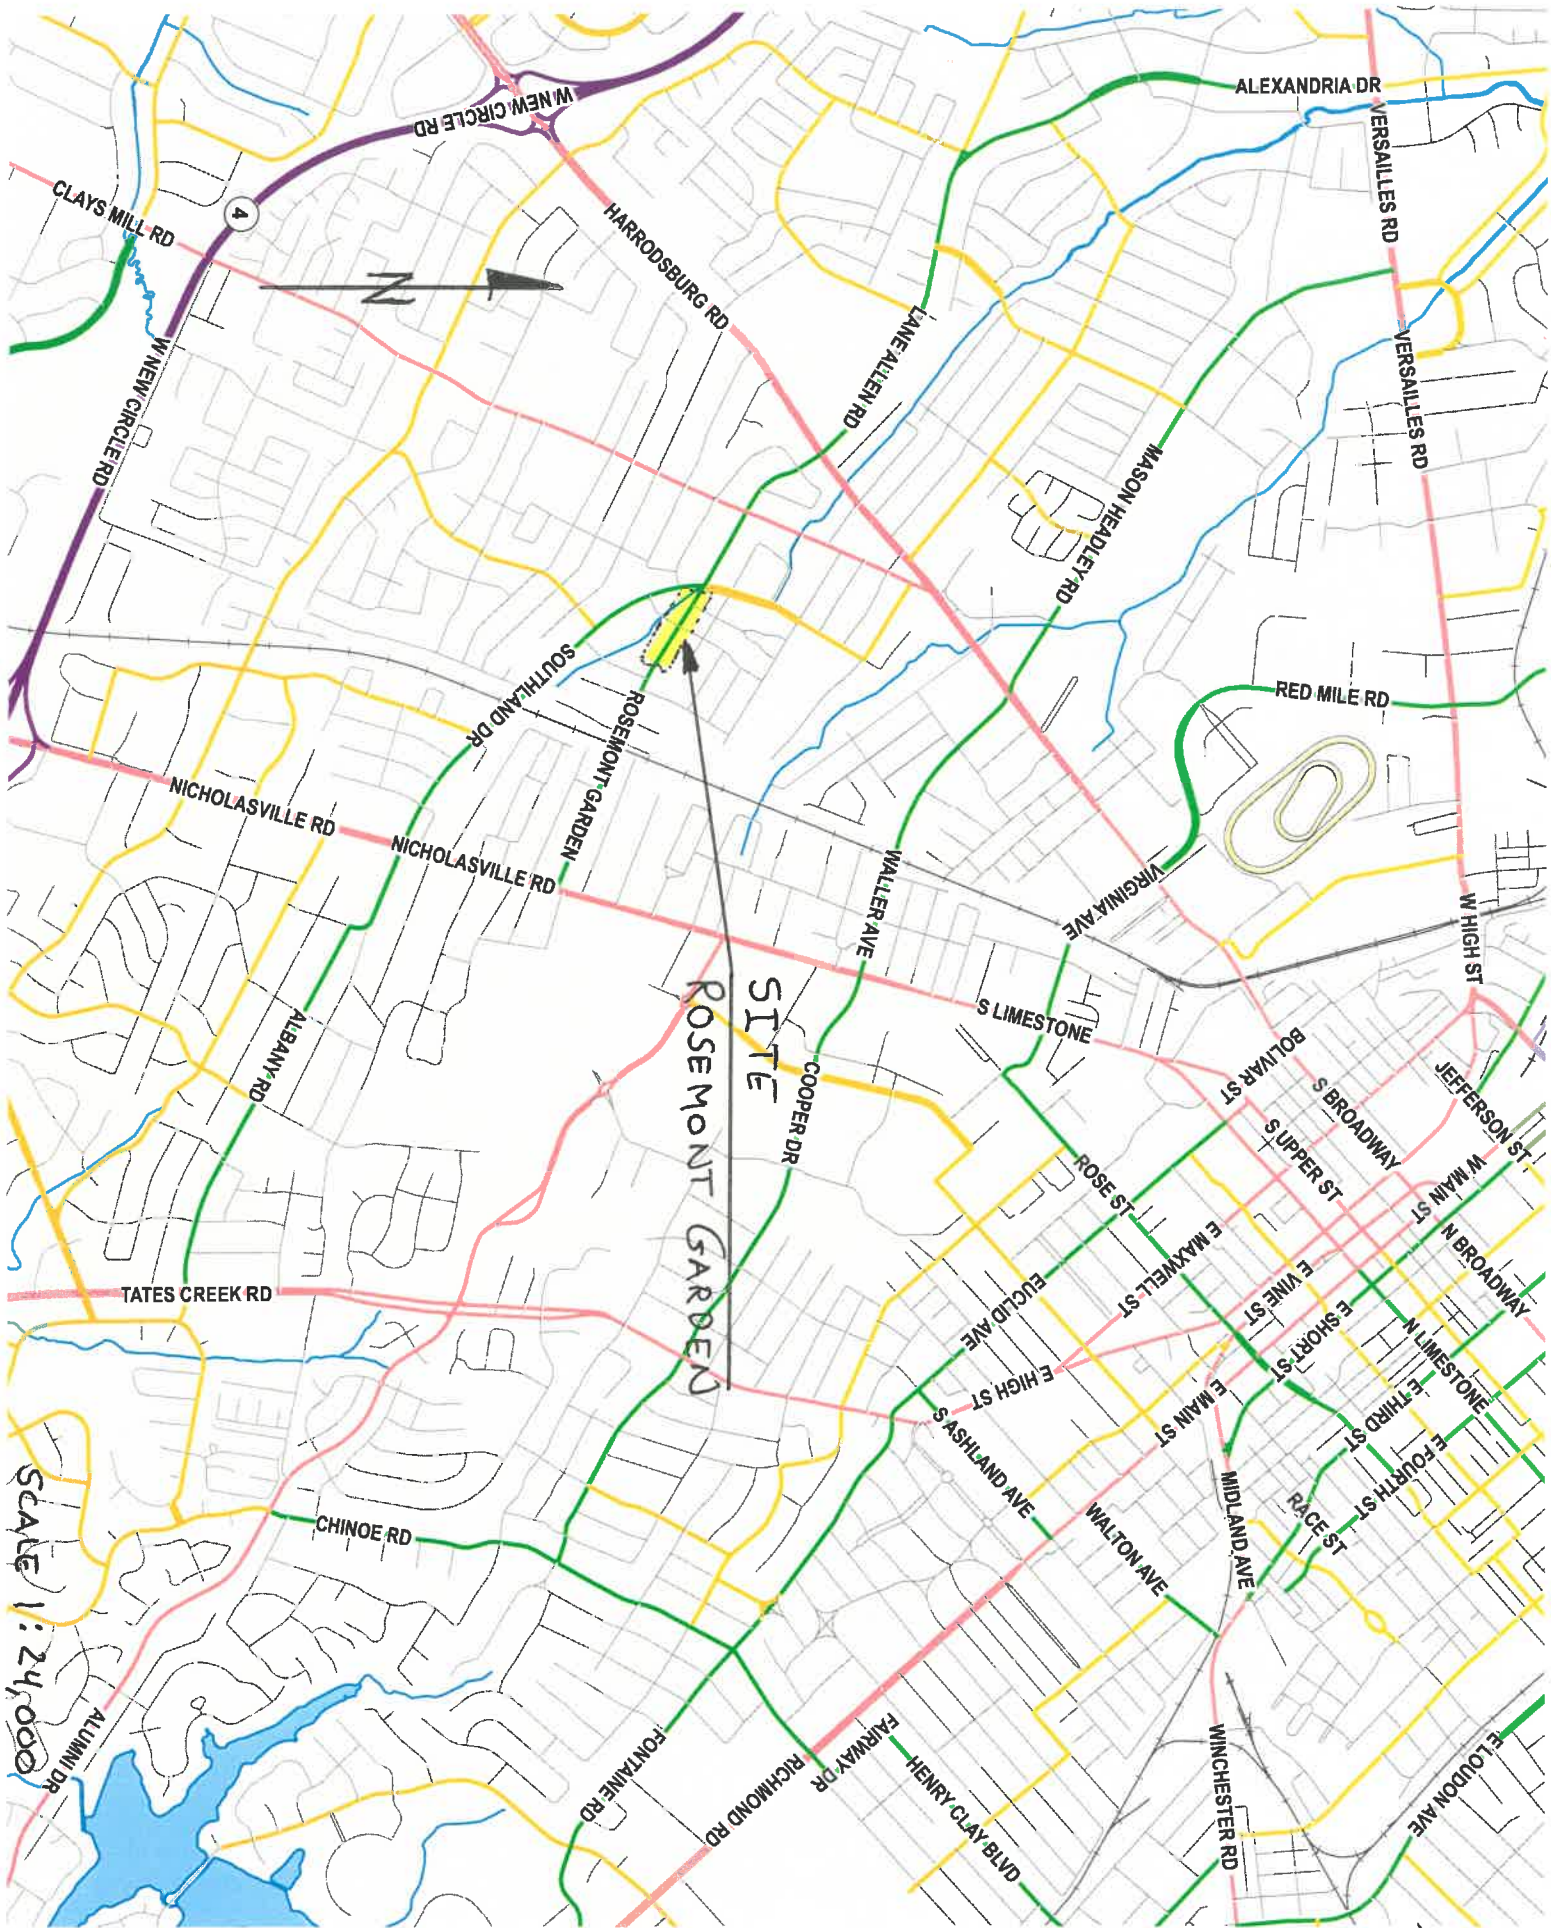 ALEXANDRIA DR
W NEW CIRCLE RD
VERSAILLES RD
CLAYS MILL RD
4
HARRODSBURG RD
N
LANE ALLEN RD
VERSAILLES RD
W NEW CIRCLE RD
MASON HEADLEY RD
SOUTHLAND DR
ROSEMONT GARDEN
RED MILE RD
NICHOLASVILLE RD
NICHOLASVILLE RD
WALLER AVE
VIRGINIA AVE
W HIGH ST
SITE
ROSEMONT GARDEN
S LIMESTONE
ALBANY RD
COOPER DR
BOLIVAR ST
S BROADWAY
JEFFERSON ST
S UPPER ST
W MAIN ST
ROSE ST
N BROADWAY
E MAXWELL ST
E VINE ST
EUCLID AVE
TATES CREEK RD
E SHORT ST
N LIMESTONE
E HIGH ST
E MAIN ST
E THIRD ST
E FOURTH ST
S ASHLAND AVE
MIDLAND AVE
RACE ST
WALTON AVE
CHINOE RD
SCALE 1:24,000
ALUMNI DR
FONTAINE RD
RICHMOND RD
FAIRWAY DR
HENRY CLAY BLVD
WINCHESTER RD
E LOUDON AVE